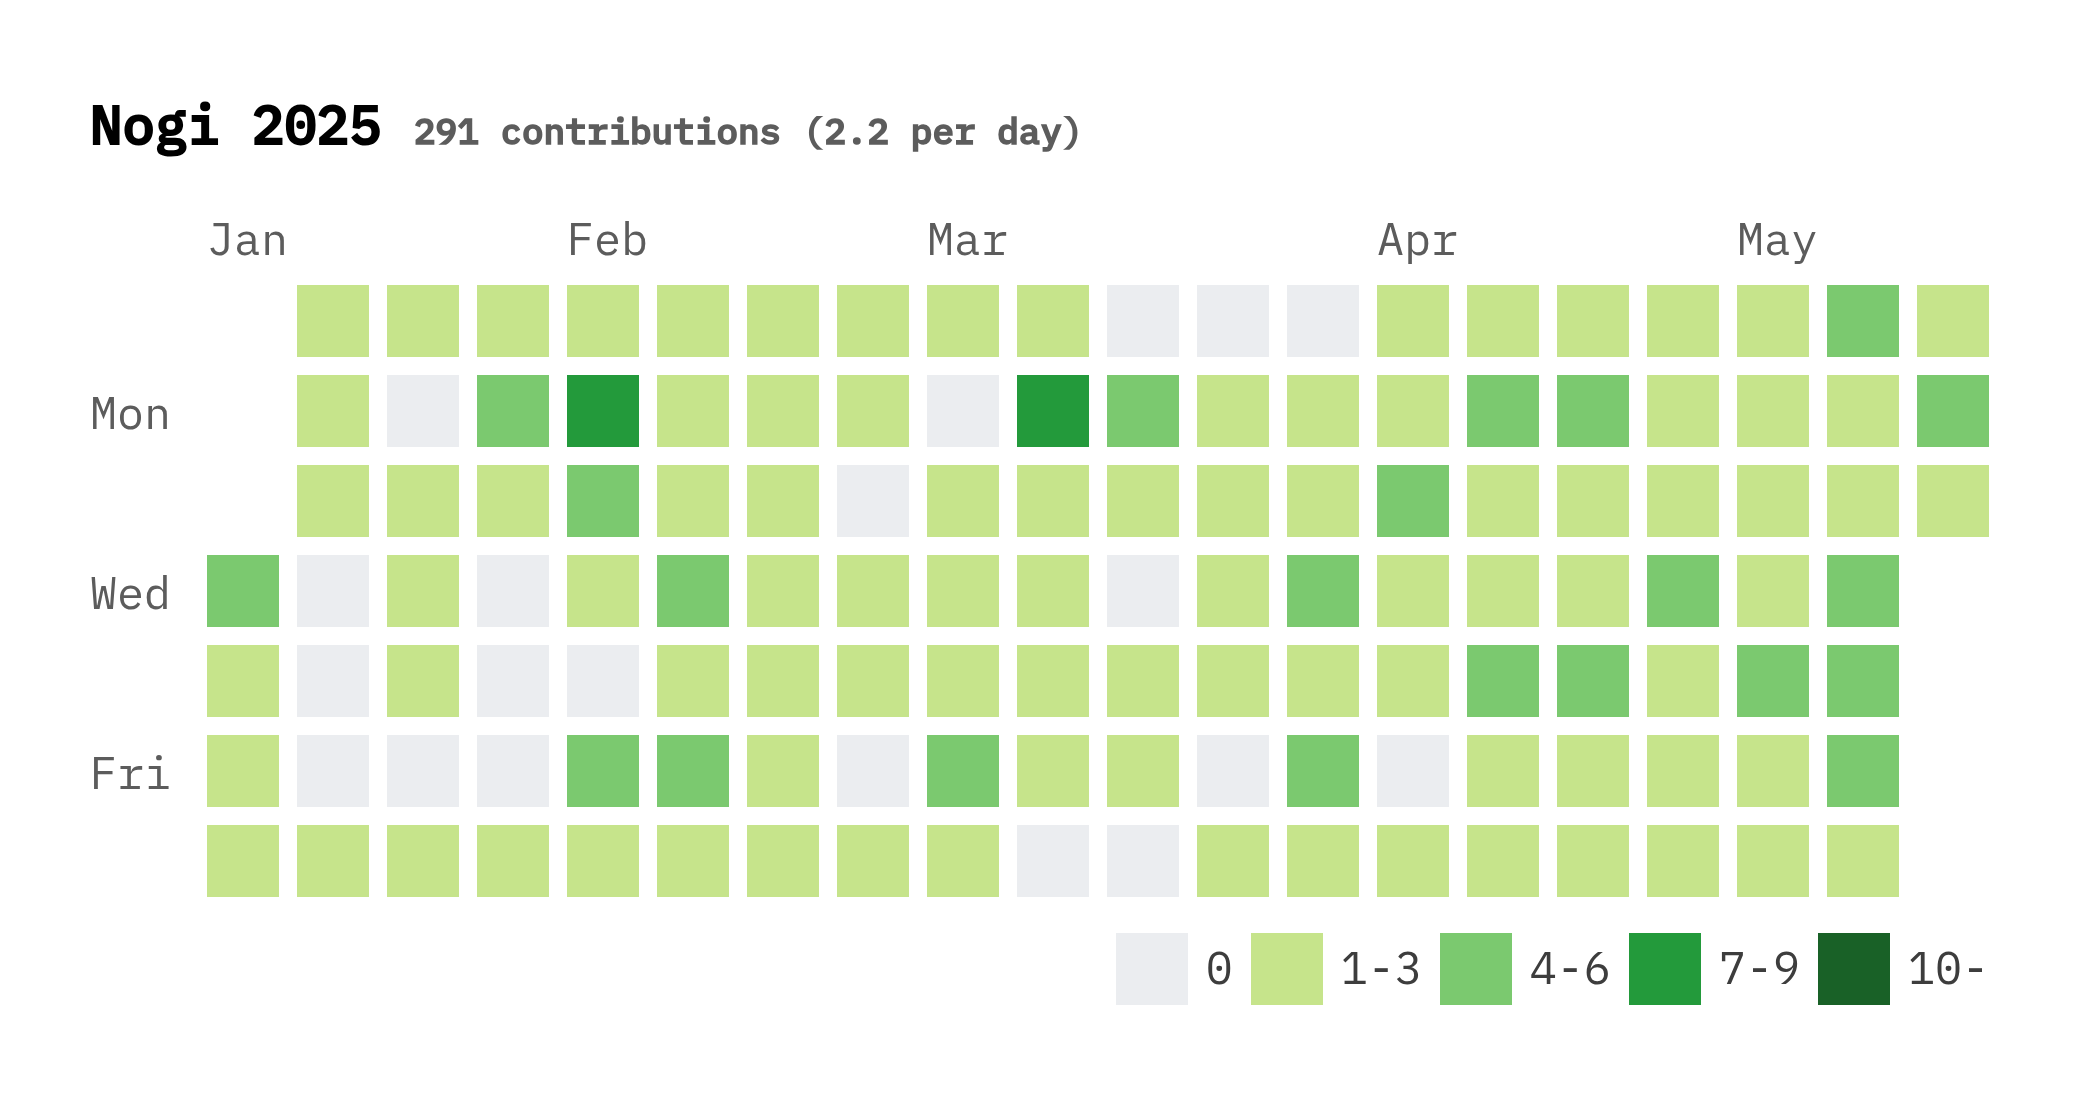 Nogi 2025 291 contributions (2.2 per day)
Jan Feb Mar Apr May
Mon
Wed
Fri
0 1-3 4-6 7-9 10-